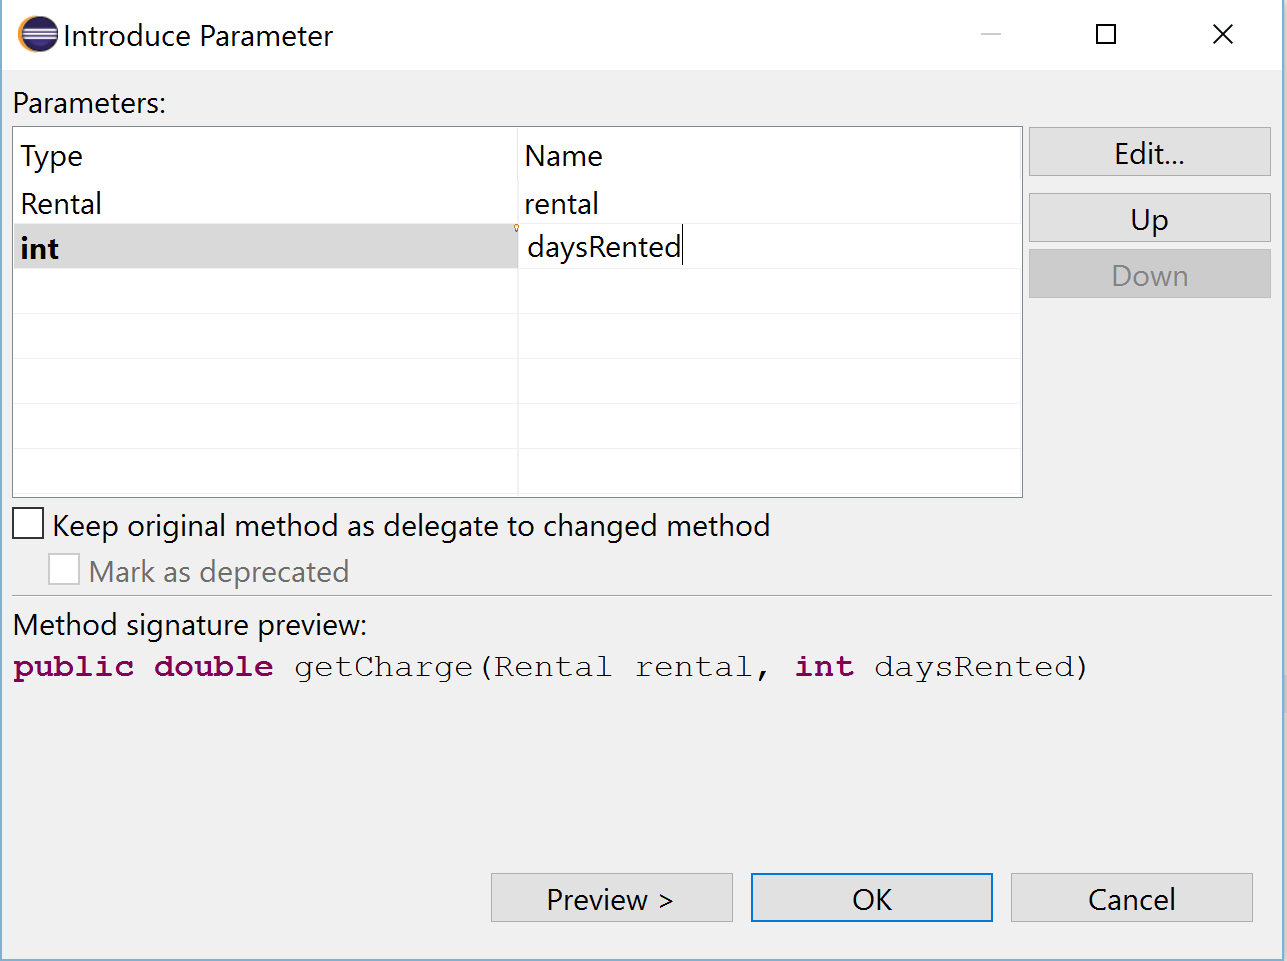 Introduce Parameter
Parameters:
Type Name Edit...
Rental rental Up
int daysRented Down
Keep original method as delegate to changed method
Mark as deprecated
Method signature preview:
public double getCharge(Rental rental, int daysRented)
Preview > OK Cancel